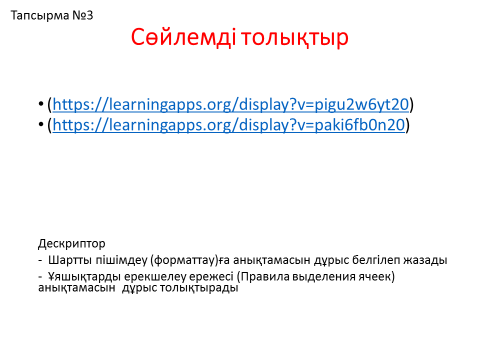 Тапсырма №3
Сөйлемді толықтыр
• (https://learningapps.org/display?v=pigu2w6yt20)
• (https://learningapps.org/display?v=paki6fb0n20)
Дескриптор
- Шартты пішімдеу (форматтау)ға анықтамасын дұрыс белгілеп жазады
- Ұяшықтарды ерекшелеу ережесі (Правила выделения ячеек)
анықтамасын дұрыс толықтырады